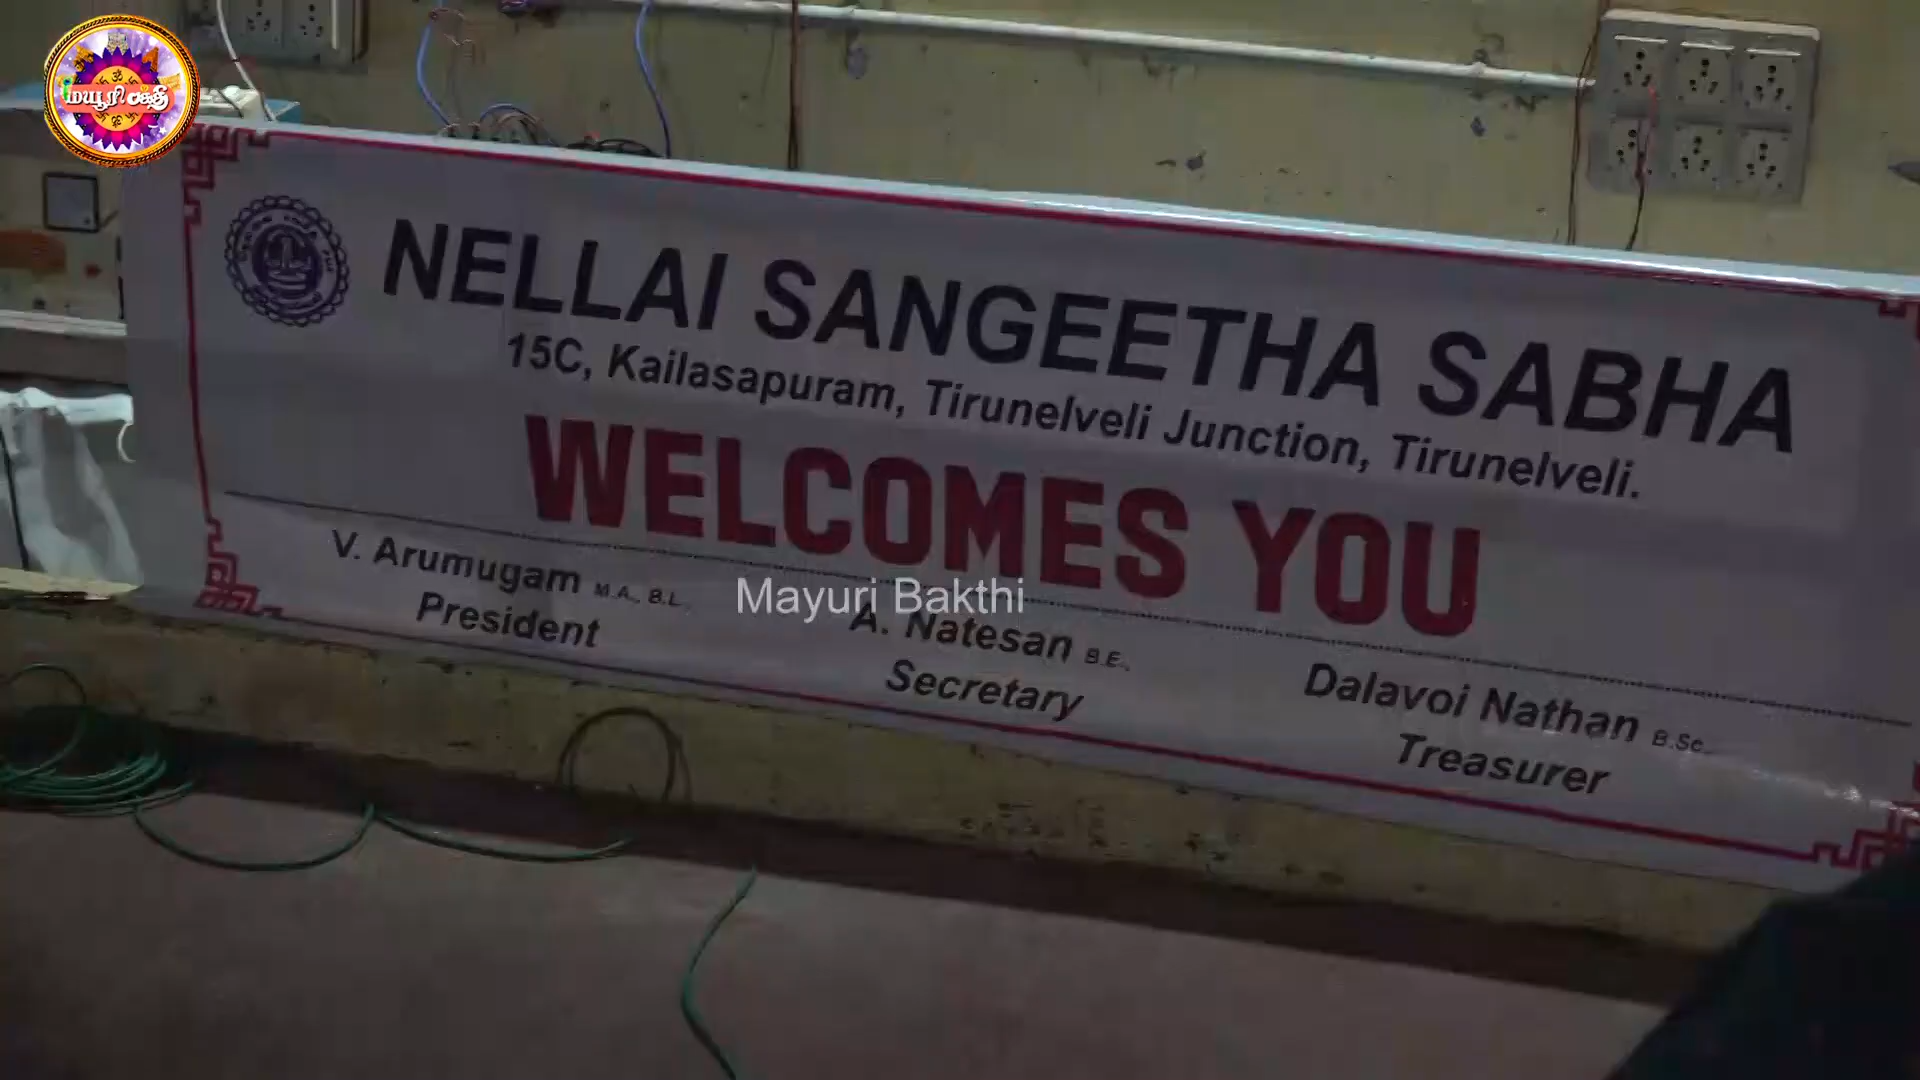 மயூரி பக்தி
NELLAI SANGEETHA SABHA
15C, Kailasapuram, Tirunelveli Junction, Tirunelveli.
WELCOMES YOU
Mayuri Bakthi
V. Arumugam M.A., B.L.,
President
A. Natesan B.E.,
Secretary
Dalavoi Nathan B.Sc.,
Treasurer